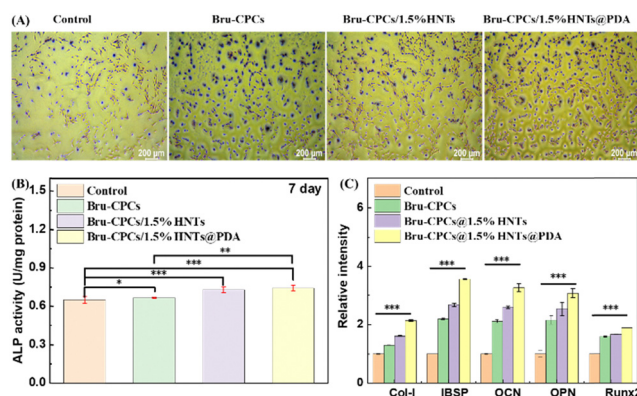 (A)
Control
Bru-CPCs
Bru-CPCs/1.5%HNTs
Bru-CPCs/1.5%HNTs@PDA
200 μm
200 μm
200 μm
200 μm
(B)
7 day
Control
Bru-CPCs
Bru-CPCs/1.5% HNTs
Bru-CPCs/1.5% HNTs@PDA
ALP activity (U/mg protein)
1.5
1.2
0.9
0.6
0.3
0.0
**
***
***
*
(C)
Control
Bru-CPCs
Bru-CPCs@1.5% HNTs
Bru-CPCs@1.5% HNTs@PDA
Relative intensity
6
4
2
0
***
***
***
***
***
Col-I
IBSP
OCN
OPN
Runx2